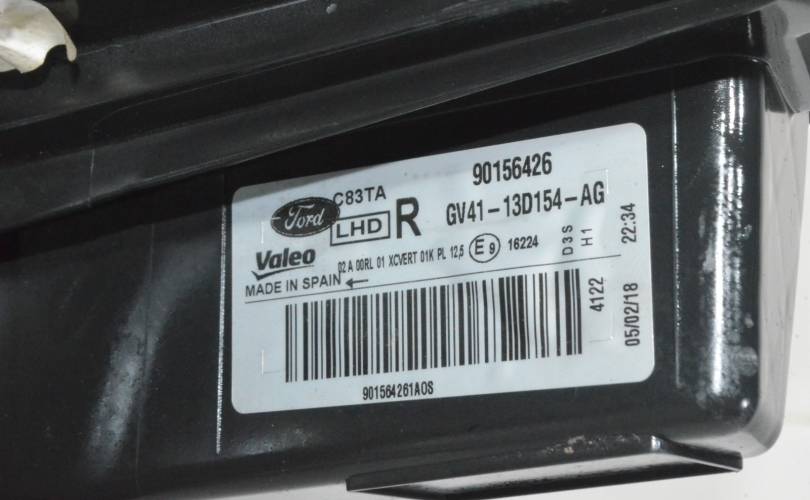 C83TA
90156426
Ford
LHD R
GV41-13D154-AG
Valeo
02 A 00RL 01 XCVERT 01K PL 12,5 E9 16224
D3S
H1
MADE IN SPAIN
4122
05/02/18 22:34
901564261A0S